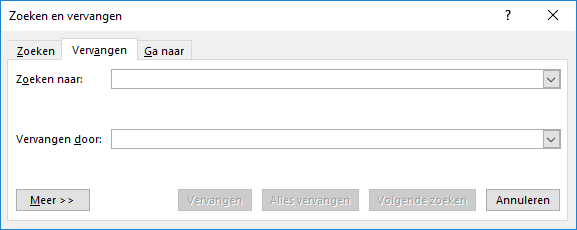 Zoeken en vervangen
Zoeken Vervangen Ga naar
Zoeken naar:
Vervangen door:
Meer >> Vervangen Alles vervangen Volgende zoeken Annuleren